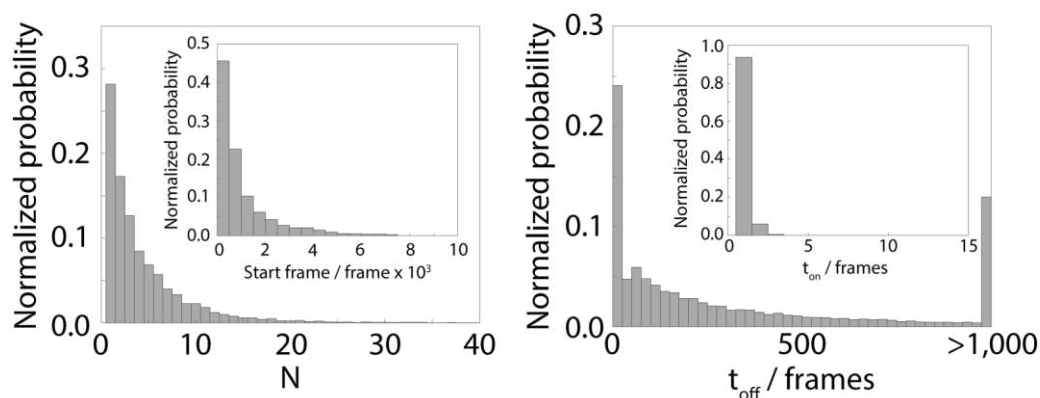 Normalized probability
0.3
0.2
0.1
0.0
0 10 20 30 40
N
Normalized probability
0.5
0.4
0.3
0.2
0.1
0.0
0 2 4 6 8 10
Start frame / frame x 10³
Normalized probability
0.3
0.2
0.1
0.0
0 500 >1,000
t_off / frames
Normalized probability
1.0
0.8
0.6
0.4
0.2
0.0
0 5 10 15
t_on / frames